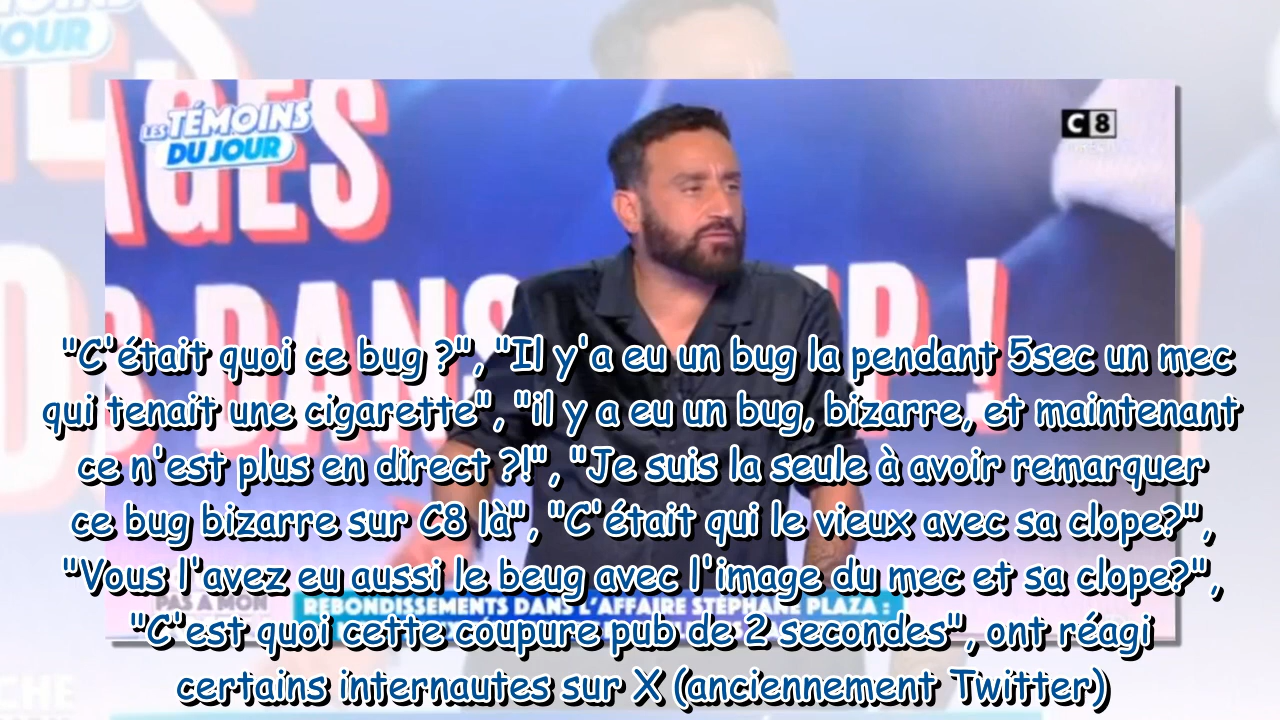 LES TÉMOINS
DU JOUR
C8
"C'était quoi ce bug ?", "Il y'a eu un bug la pendant 5sec un mec
qui tenait une cigarette", "il y a eu un bug, bizarre, et maintenant
ce n'est plus en direct ?!", "Je suis la seule à avoir remarquer
ce bug bizarre sur C8 là", "C'était qui le vieux avec sa clope?",
"Vous l'avez eu aussi le beug avec l'image du mec et sa clope?",
PAS À MON
REBONDISSEMENTS DANS L'AFFAIRE STÉPHANE PLAZA :
"C"est quoi cette coupure pub de 2 secondes", ont réagi
certains internautes sur X (anciennement Twitter)